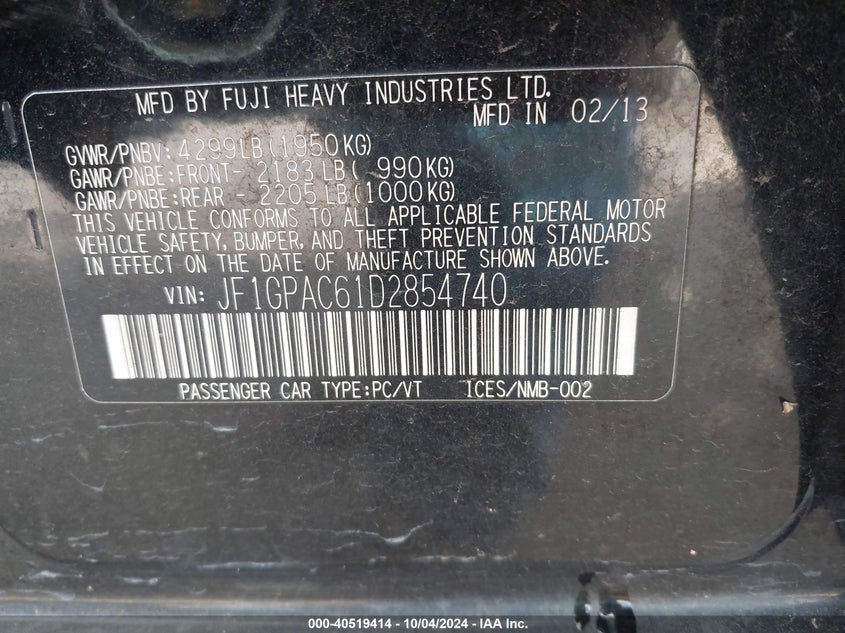 MFD BY FUJI HEAVY INDUSTRIES LTD.
MFD IN 02/13
GVWR/PNBV: 4299LB(1950KG)
GAWR/PNBE:FRONT- 2183LB( 990KG)
GAWR/PNBE:REAR - 2205LB(1000KG)
THIS VEHICLE CONFORMS TO ALL APPLICABLE FEDERAL MOTOR
VEHICLE SAFETY, BUMPER, AND THEFT PREVENTION STANDARDS
IN EFFECT ON THE DATE OF MANUFACTURE SHOWN ABOVE.
VIN: JF1GPAC61D2854740
PASSENGER CAR TYPE:PC/VT ICES/NMB-002
000-40519414 - 10/04/2024 - IAA Inc.